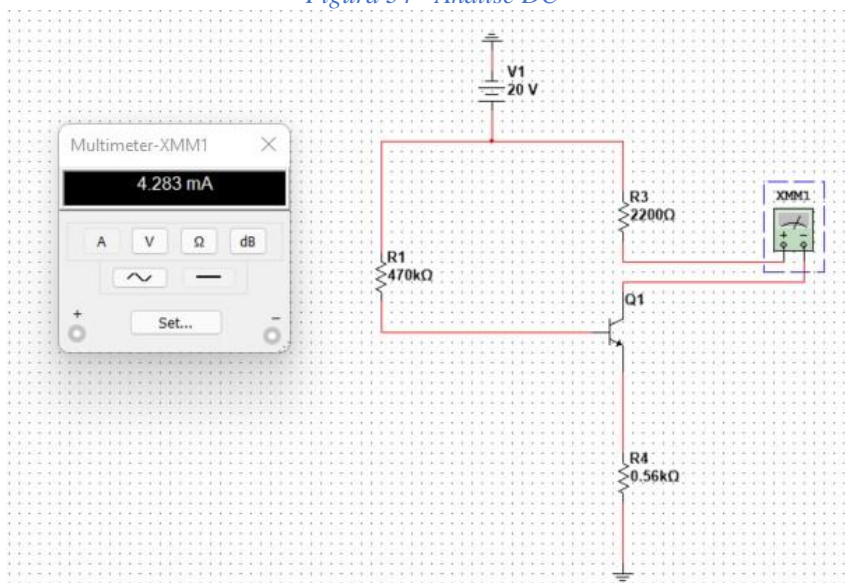 Figura 34 - Análise DC
V1
20 V
Multimeter-XMM1
4.283 mA
A V Ω dB
Set...
+ -
R3
2200Ω
XMM1
+ -
R1
470kΩ
Q1
R4
0.56kΩ